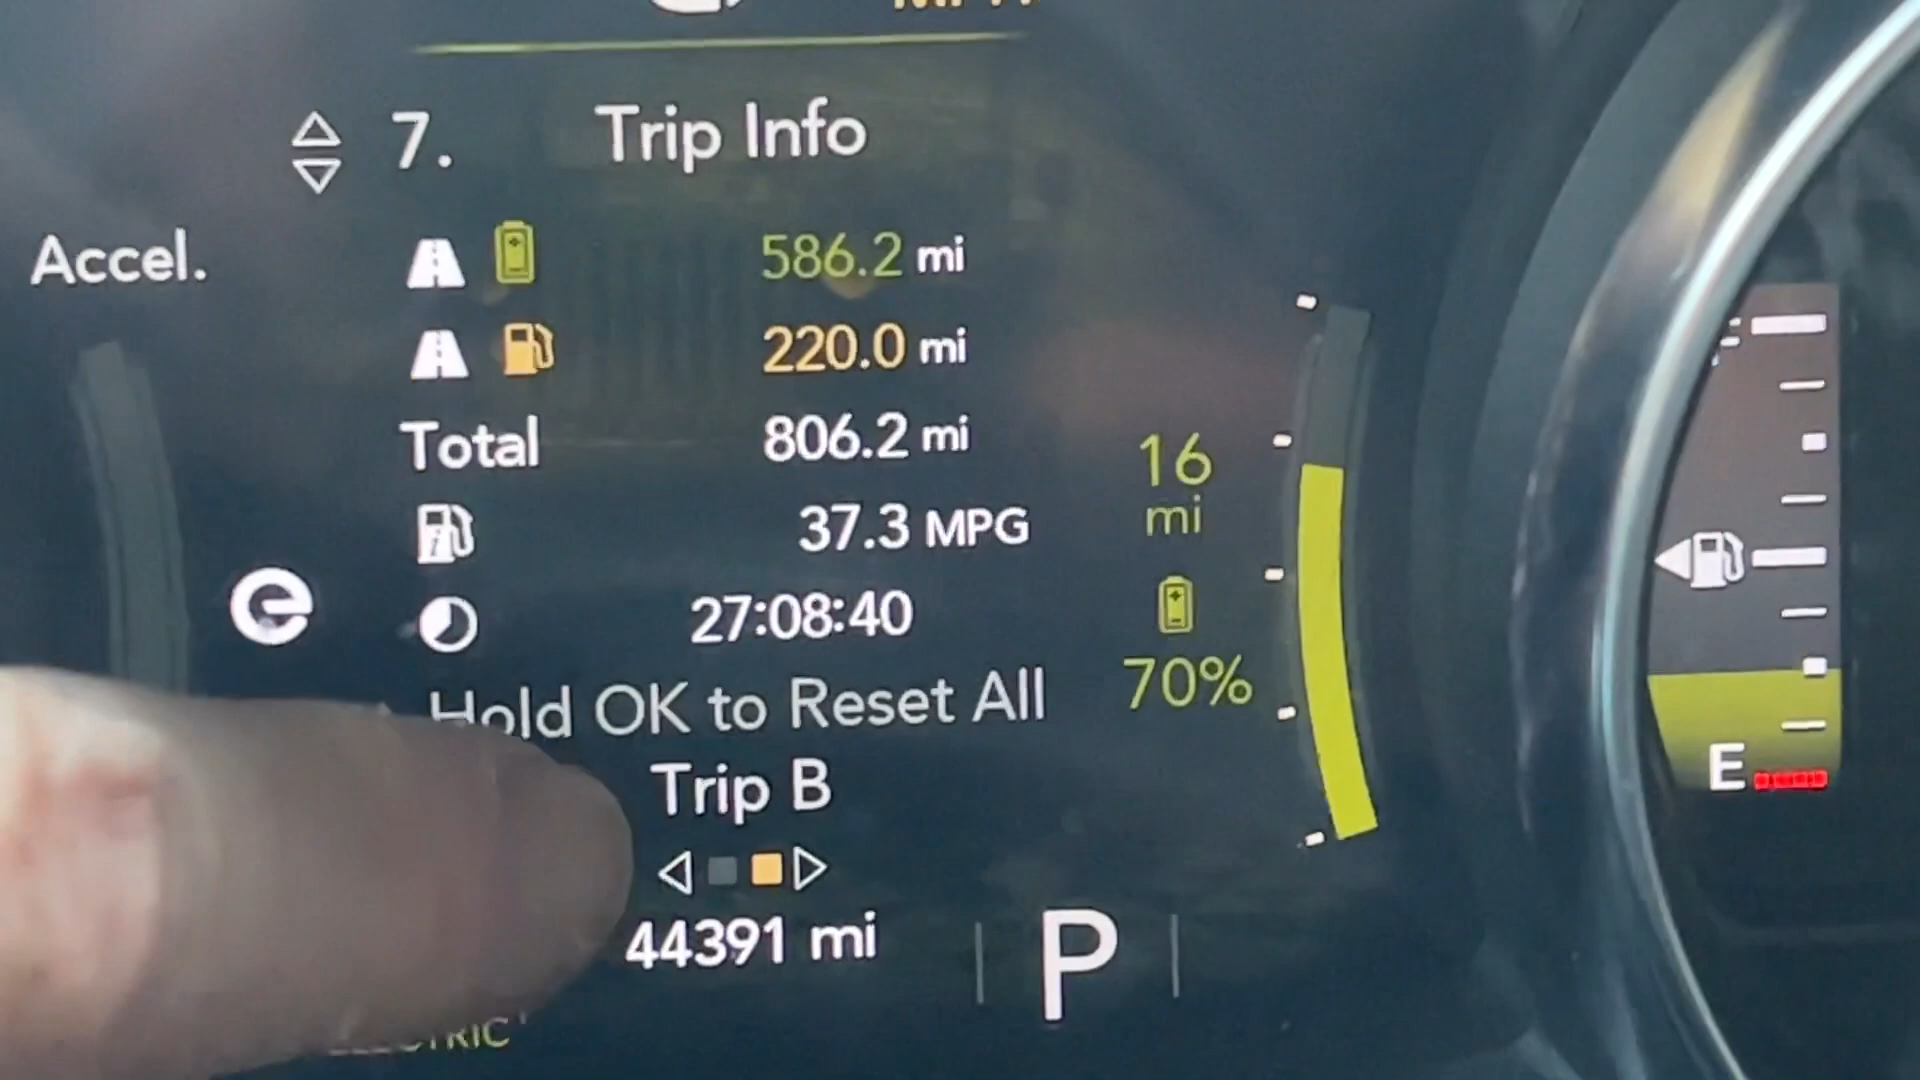 7. Trip Info
Accel.
586.2 mi
220.0 mi
Total 806.2 mi
37.3 MPG
27:08:40
Hold OK to Reset All
Trip B
44391 mi
P
16
mi
70%
E